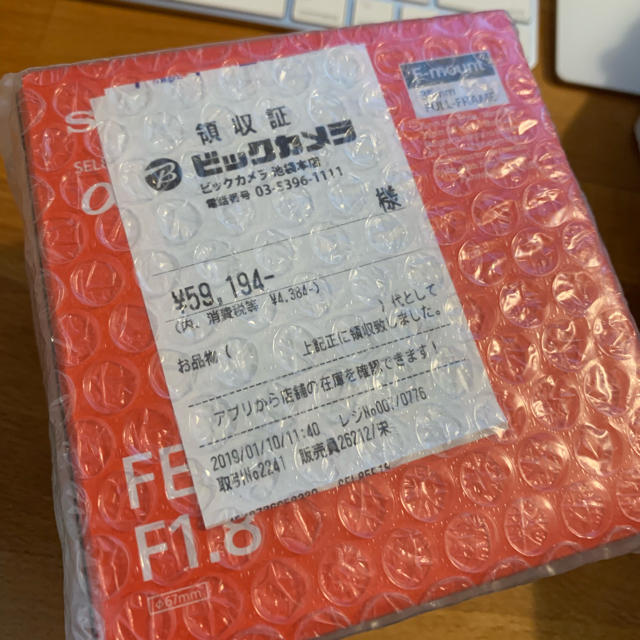 E-mount
35mm
FULL-FRAME
領収証
ビックカメラ
ビックカメラ 池袋本店
電話番号 03-5396-1111
様
¥59,194-
(内、消費税等 ¥4,384-)
お品物 ( ) 代として
上記正に領収致しました。
アプリから店舗の在庫を確認できます!
2019/01/10/11:40 レジNo007/0776
取引No2241 販売員26212/宋
FE
F1.8
Φ67mm